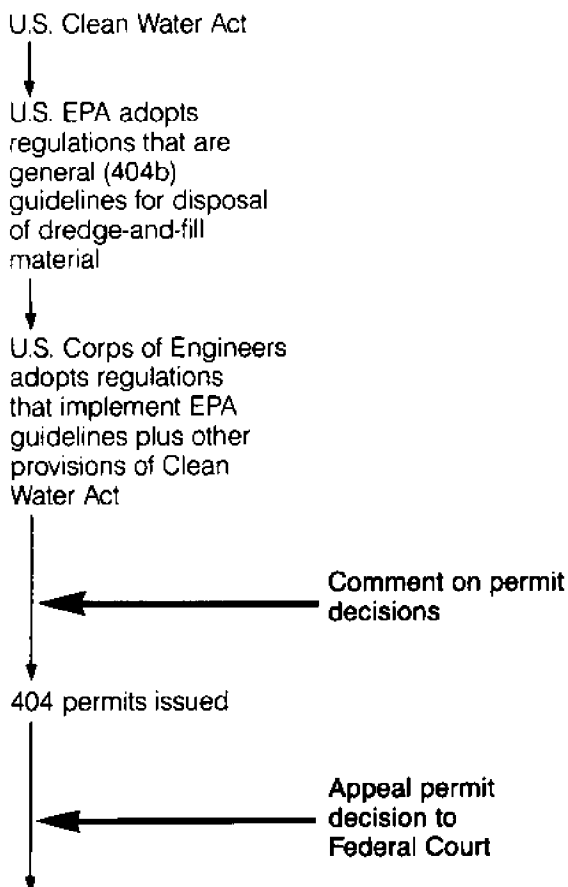 U.S. Clean Water Act
U.S. EPA adopts
regulations that are
general (404b)
guidelines for disposal
of dredge-and-fill
material
U.S. Corps of Engineers
adopts regulations
that implement EPA
guidelines plus other
provisions of Clean
Water Act
Comment on permit
decisions
404 permits issued
Appeal permit
decision to
Federal Court